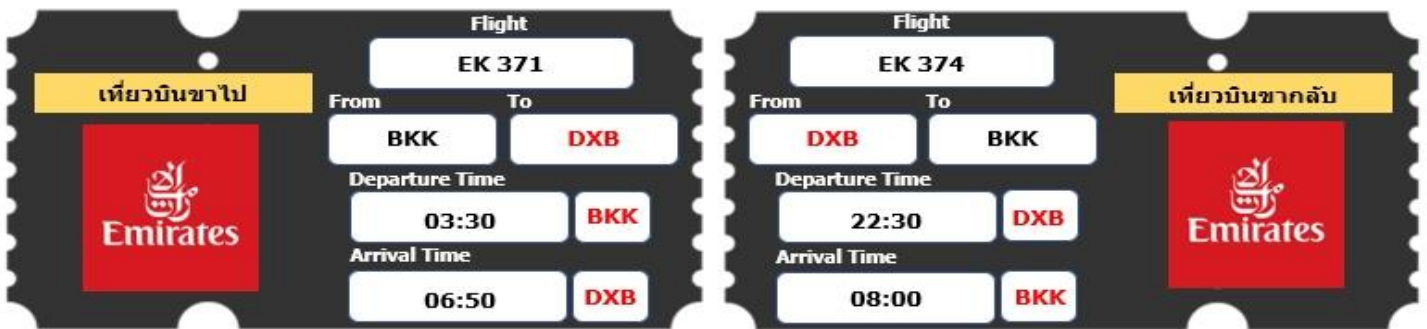 Flight
EK 371
เที่ยวบินขาไป
From To
BKK DXB
Departure Time
03:30 BKK
Arrival Time
06:50 DXB
Emirates
Flight
EK 374
เที่ยวบินขากลับ
From To
DXB BKK
Departure Time
22:30 DXB
Arrival Time
08:00 BKK
Emirates